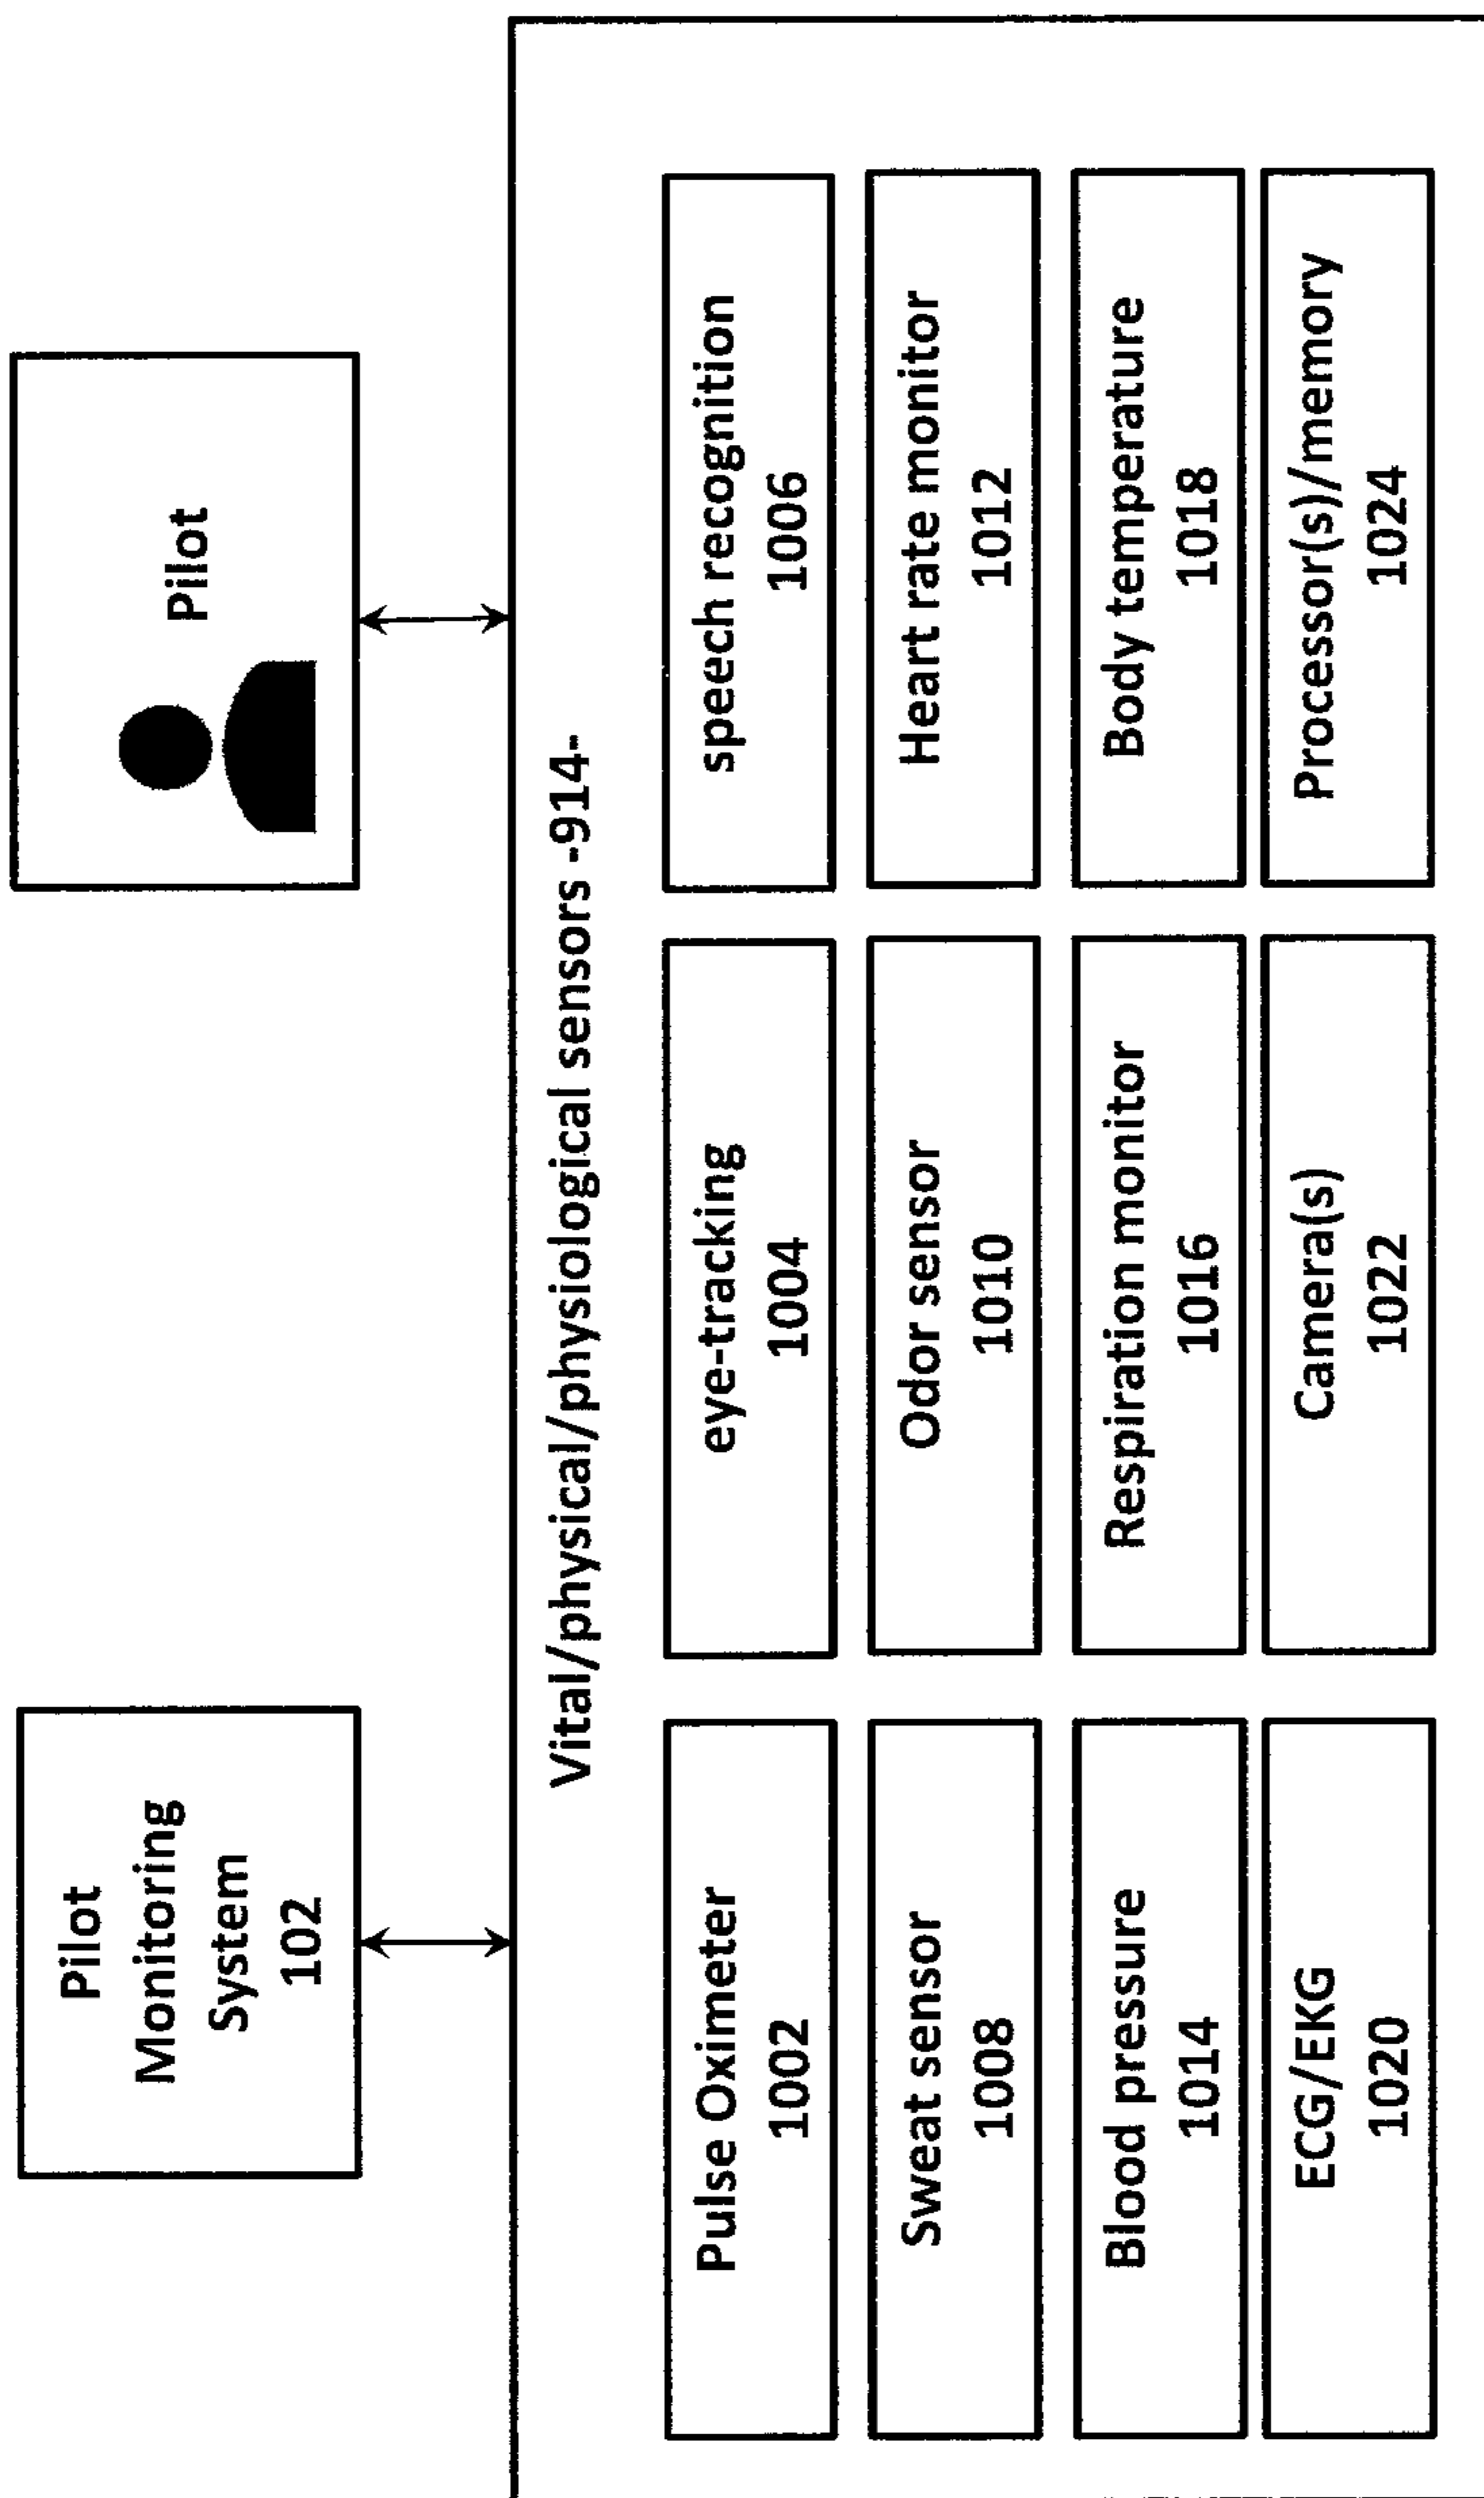 Pilot
Monitoring
System
102
Pilot
Vital/physical/physiological sensors -914-
Pulse Oximeter
1002
eye-tracking
1004
speech recognition
1006
Sweat sensor
1008
Odor sensor
1010
Heart rate monitor
1012
Blood pressure
1014
Respiration monitor
1016
Body temperature
1018
ECG/EKG
1020
Camera(s)
1022
Processor(s)/memory
1024